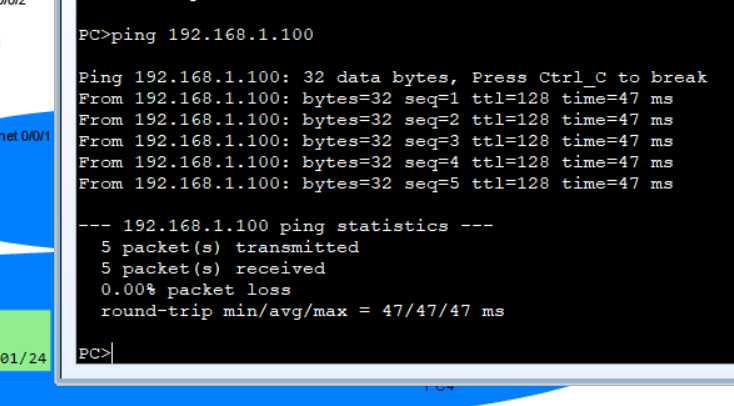 0/0/2
PC>ping 192.168.1.100
Ping 192.168.1.100: 32 data bytes, Press Ctrl_C to break
From 192.168.1.100: bytes=32 seq=1 ttl=128 time=47 ms
From 192.168.1.100: bytes=32 seq=2 ttl=128 time=47 ms
net 0/0/1
From 192.168.1.100: bytes=32 seq=3 ttl=128 time=47 ms
From 192.168.1.100: bytes=32 seq=4 ttl=128 time=47 ms
From 192.168.1.100: bytes=32 seq=5 ttl=128 time=47 ms
--- 192.168.1.100 ping statistics ---
5 packet(s) transmitted
5 packet(s) received
0.00% packet loss
round-trip min/avg/max = 47/47/47 ms
01/24
PC>
PC4